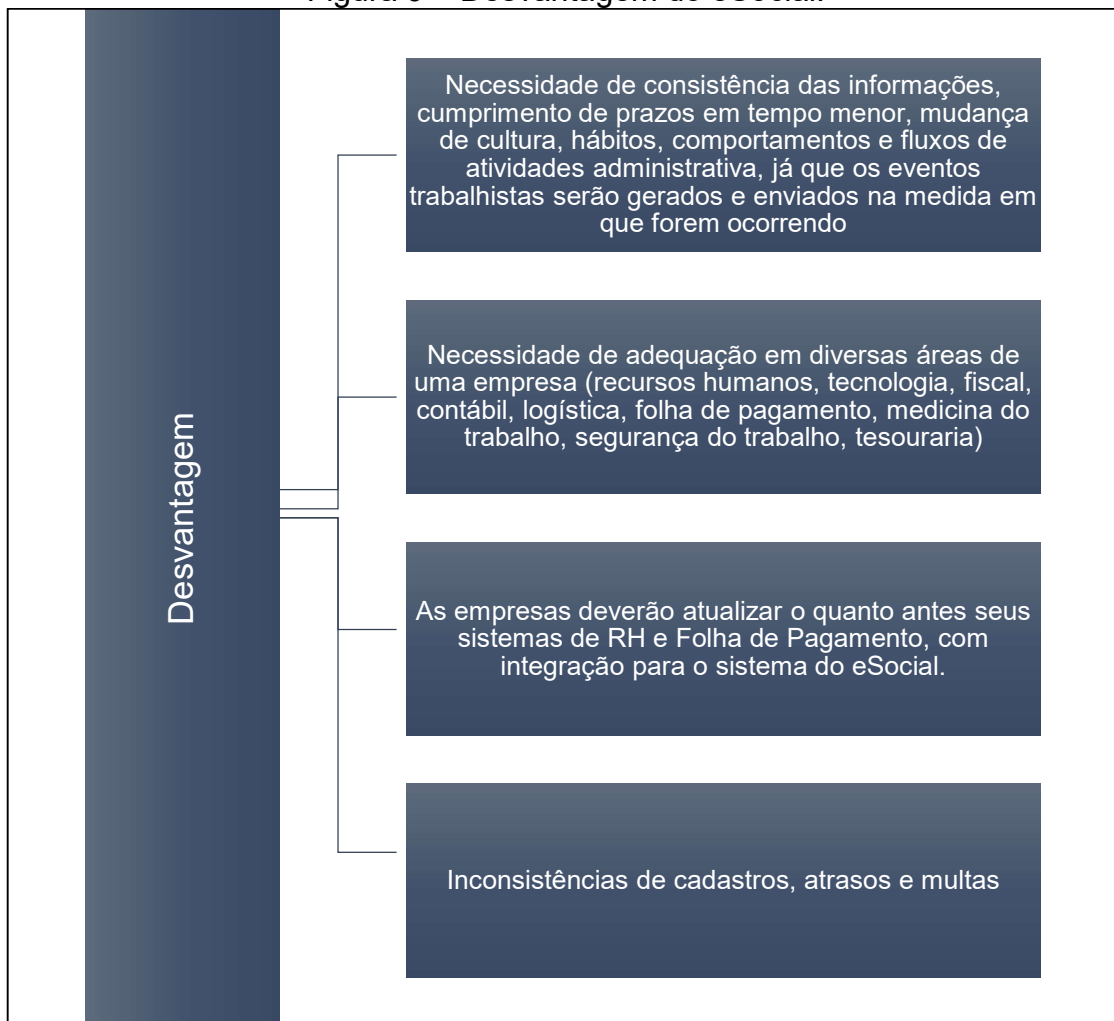 Desvantagem do eSocial.
Desvantagem
Necessidade de consistência das informações,
cumprimento de prazos em tempo menor, mudança
de cultura, hábitos, comportamentos e fluxos de
atividades administrativa, já que os eventos
trabalhistas serão gerados e enviados na medida em
que forem ocorrendo
Necessidade de adequação em diversas áreas de
uma empresa (recursos humanos, tecnologia, fiscal,
contábil, logística, folha de pagamento, medicina do
trabalho, segurança do trabalho, tesouraria)
As empresas deverão atualizar o quanto antes seus
sistemas de RH e Folha de Pagamento, com
integração para o sistema do eSocial.
Inconsistências de cadastros, atrasos e multas